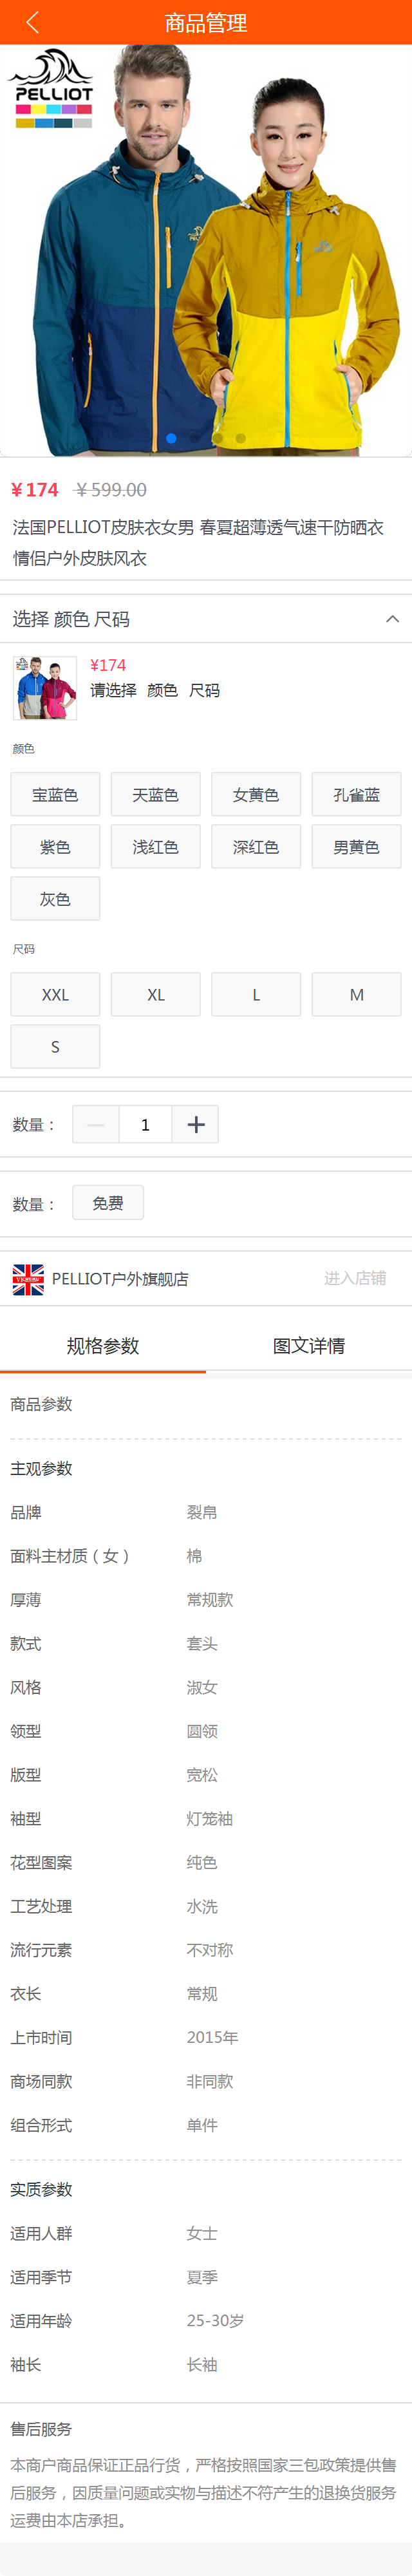 商品管理
PELLIOT
¥174 ¥599.00
法国PELLIOT皮肤衣女男 春夏超薄透气速干防晒衣
情侣户外皮肤风衣
选择 颜色 尺码
¥174
请选择 颜色 尺码
颜色
宝蓝色 天蓝色 女黄色 孔雀蓝
紫色 浅红色 深红色 男黄色
灰色
尺码
XXL XL L M
S
数量： 1
数量： 免费
PELLIOT户外旗舰店 进入店铺
规格参数 图文详情
商品参数
主观参数
品牌 裂帛
面料主材质（女） 棉
厚薄 常规款
款式 套头
风格 淑女
领型 圆领
版型 宽松
袖型 灯笼袖
花型图案 纯色
工艺处理 水洗
流行元素 不对称
衣长 常规
上市时间 2015年
商场同款 非同款
组合形式 单件
实质参数
适用人群 女士
适用季节 夏季
适用年龄 25-30岁
袖长 长袖
售后服务
本商户商品保证正品行货，严格按照国家三包政策提供售
后服务，因质量问题或实物与描述不符产生的退换货服务
运费由本店承担。